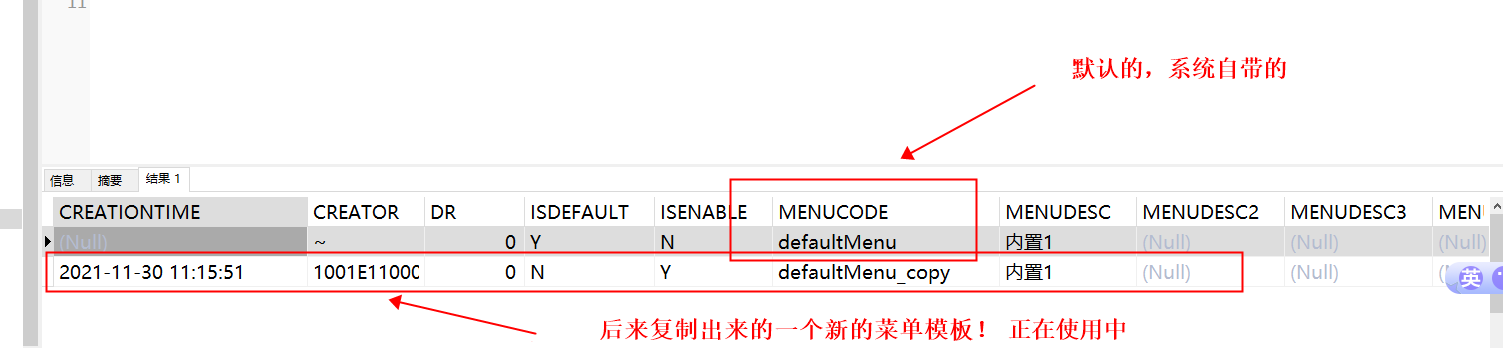 11
默认的，系统自带的
信息 摘要 结果 1
CREATIONTIME CREATOR DR ISDEFAULT ISENABLE MENUCODE MENUDESC MENUDESC2 MENUDESC3 MEN
(Null) ~ 0 Y N defaultMenu 内置1 (Null) (Null) (Null)
2021-11-30 11:15:51 1001E11000 0 N Y defaultMenu_copy 内置1 (Null) (Null)
英
后来复制出来的一个新的菜单模板！ 正在使用中